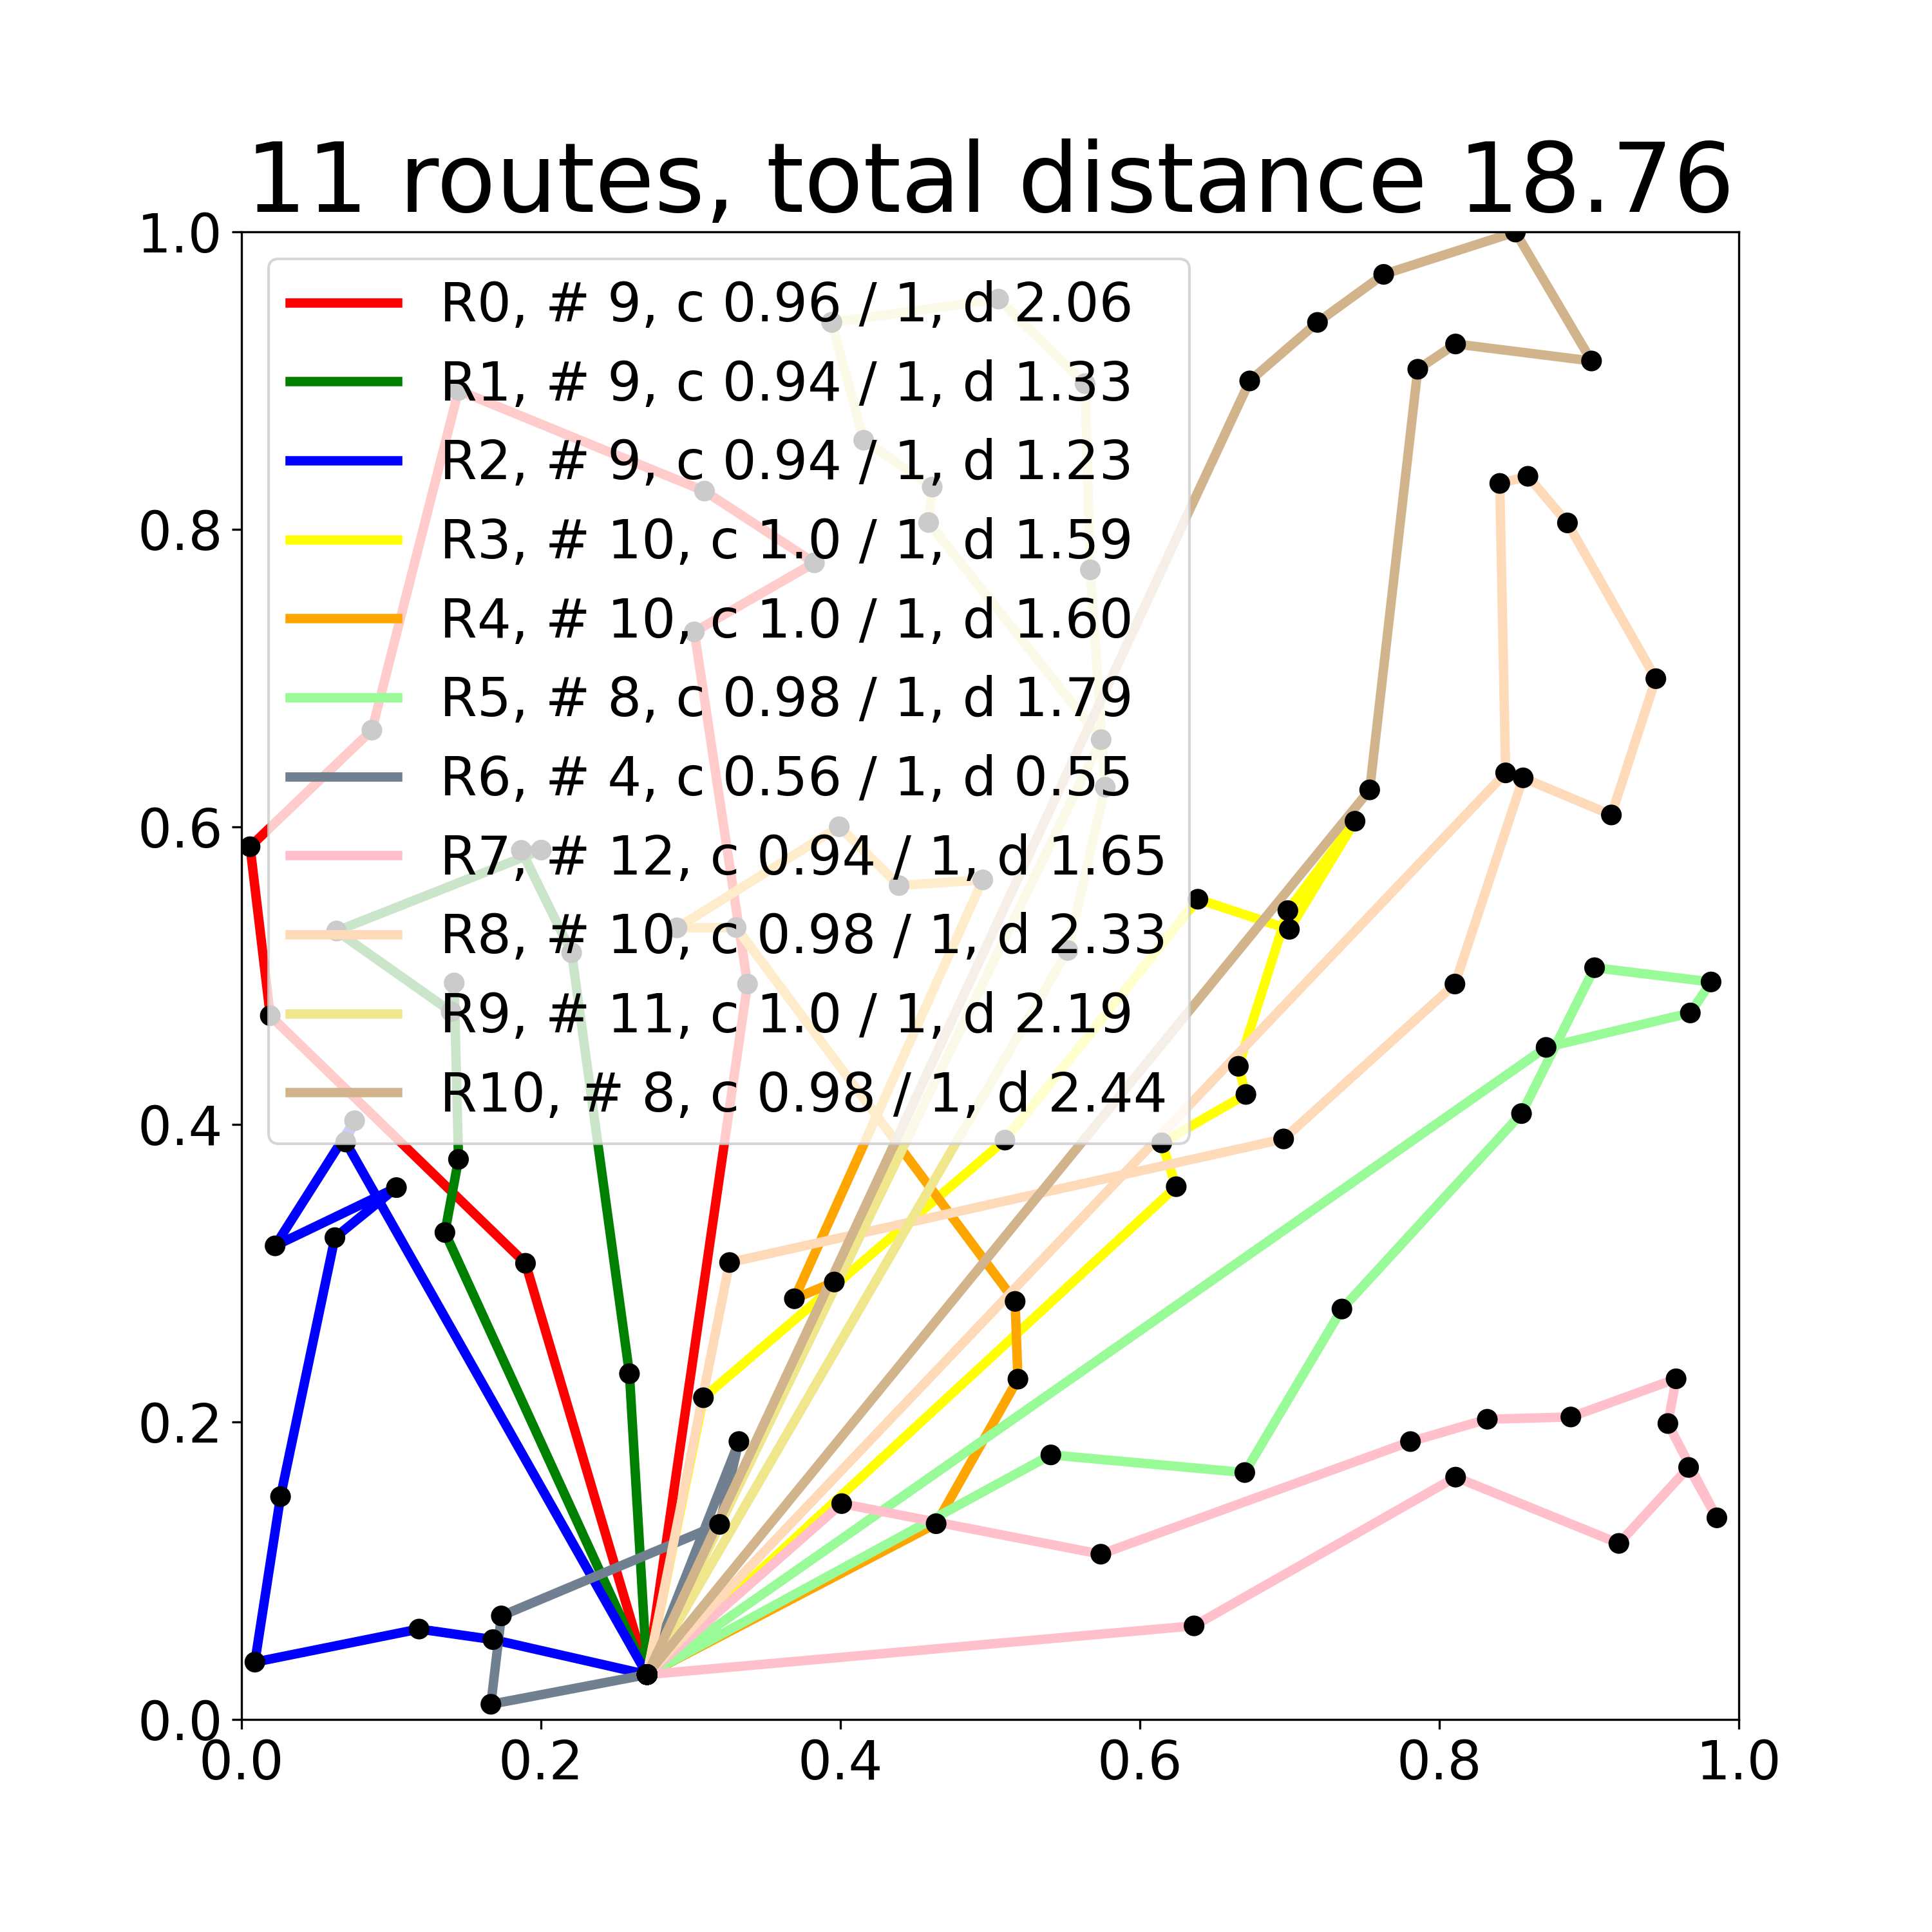 11 routes, total distance 18.76
1.0
0.8
0.6
0.4
0.2
0.0
R0, # 9, c 0.96 / 1, d 2.06
R1, # 9, c 0.94 / 1, d 1.33
R2, # 9, c 0.94 / 1, d 1.23
R3, # 10, c 1.0 / 1, d 1.59
R4, # 10, c 1.0 / 1, d 1.60
R5, # 8, c 0.98 / 1, d 1.79
R6, # 4, c 0.56 / 1, d 0.55
R7, # 12, c 0.94 / 1, d 1.65
R8, # 10, c 0.98 / 1, d 2.33
R9, # 11, c 1.0 / 1, d 2.19
R10, # 8, c 0.98 / 1, d 2.44
0.0 0.2 0.4 0.6 0.8 1.0